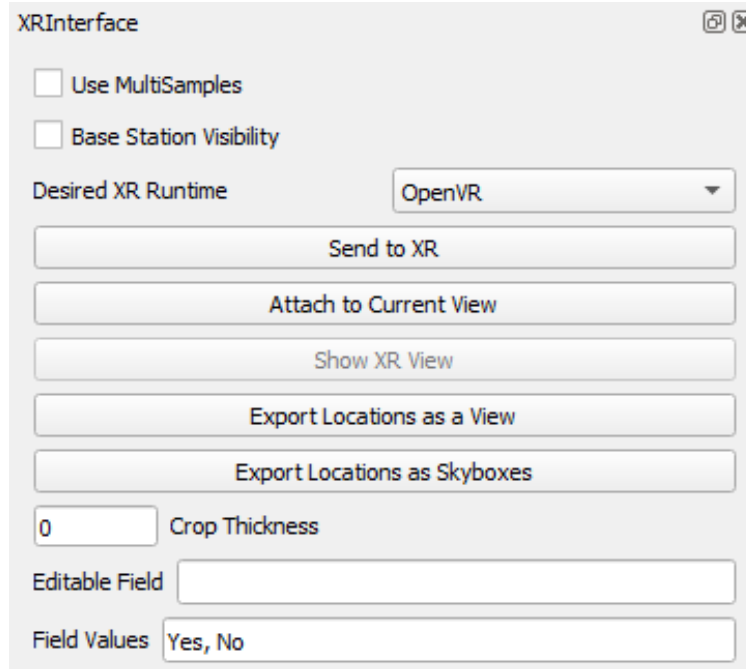 XRInterface
Use MultiSamples
Base Station Visibility
Desired XR Runtime OpenVR
Send to XR
Attach to Current View
Show XR View
Export Locations as a View
Export Locations as Skyboxes
0 Crop Thickness
Editable Field
Field Values Yes, No